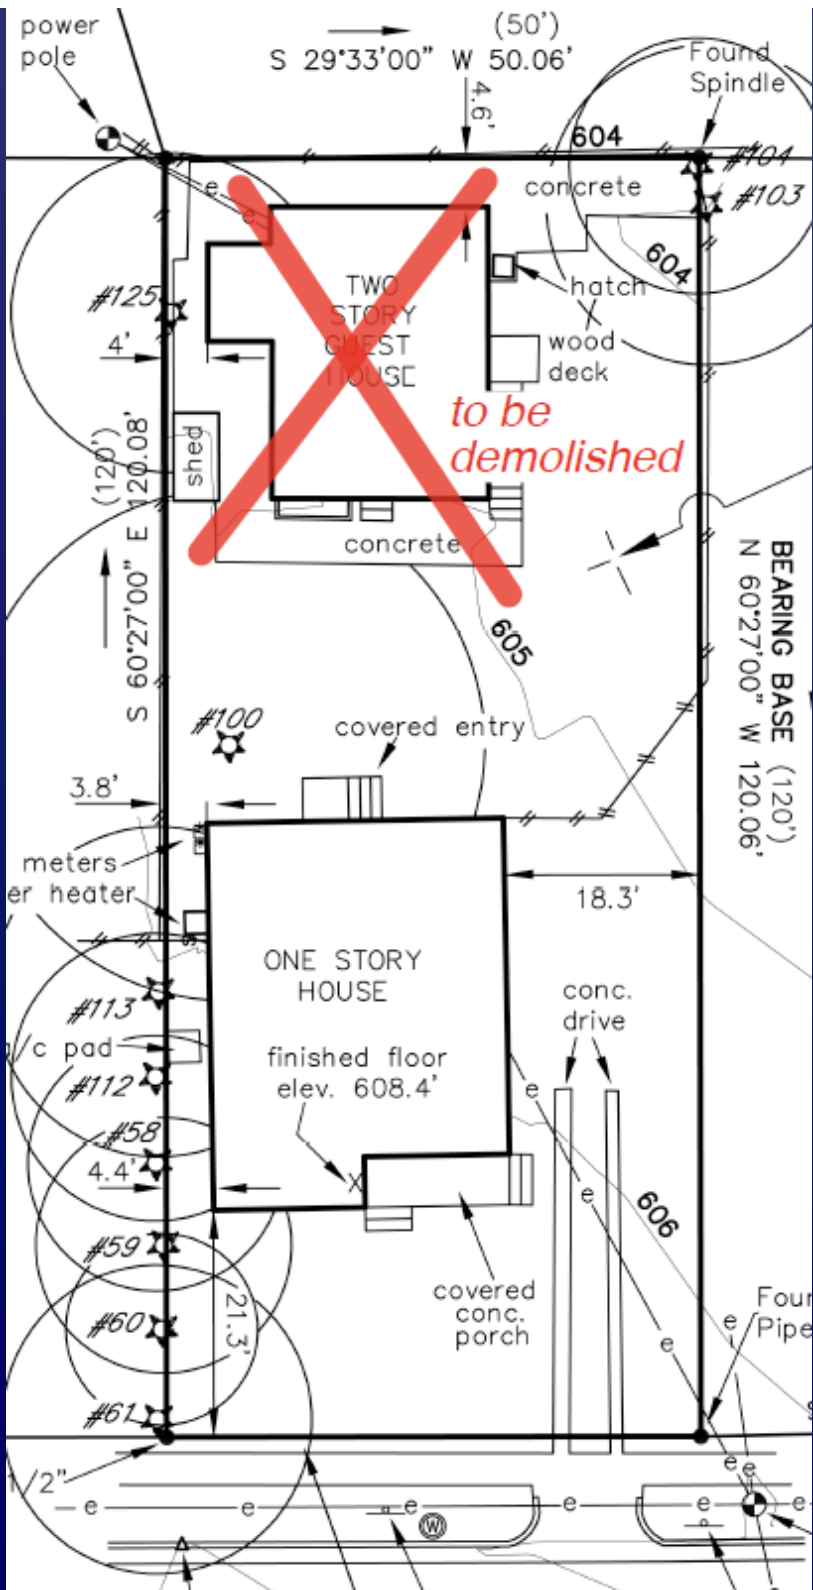 power
pole
(50')
S 29°33'00" W 50.06'
Found
Spindle
4.6'
604
#104
concrete
#103
604
#125
4'
TWO
STORY
GUEST
HOUSE
hatch
wood
deck
to be
demolished
shed
(120')
S 60°27'00" E 120.08'
concrete
BEARING BASE
N 60°27'00" W 120.06'
(120')
605
#100
covered entry
3.8'
meters
er heater
18.3'
ONE STORY
HOUSE
#113
conc.
drive
/c pad
finished floor
elev. 608.4'
#112
#58
4.4'
X
606
#59
21.3'
covered
conc.
porch
#60
Four
Pipe
#61
1/2"
e
e
e
e
e
e
e
e
e
e
e
e
e
W